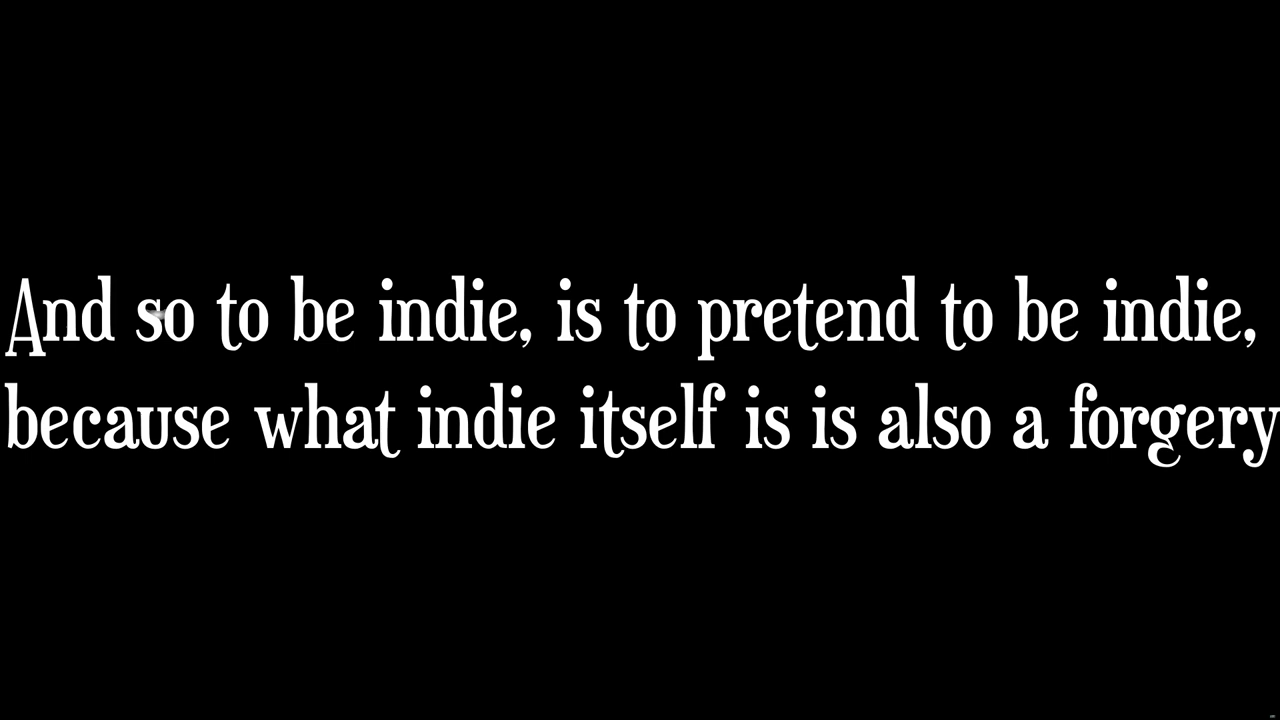 And so to be indie, is to pretend to be indie,
because what indie itself is is also a forgery